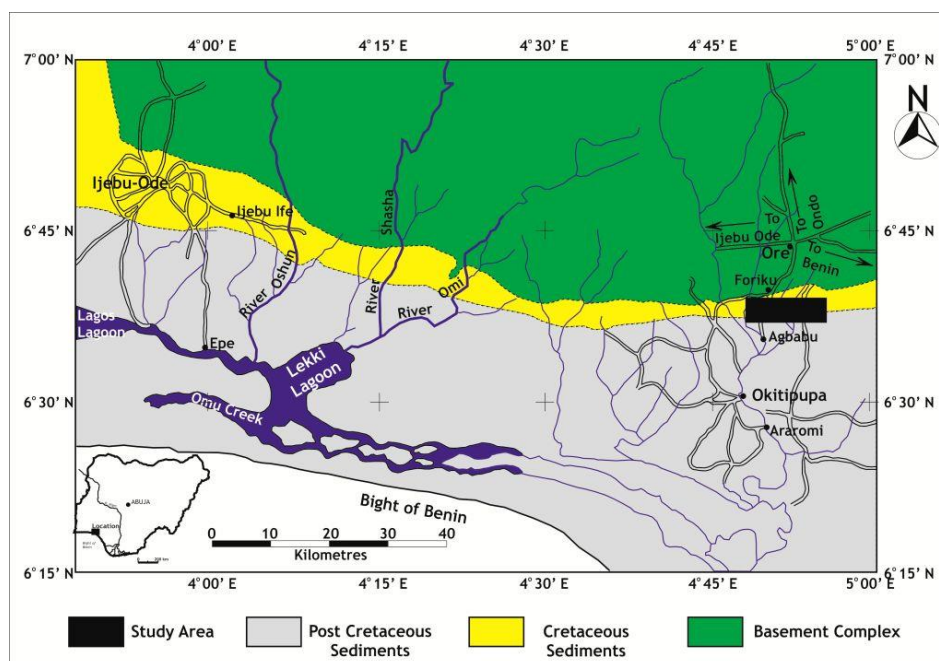 4°00' E 4°15' E 4°30' E 4°45' E 5°00' E
7°00' N 7°00' N
N
Ijebu-Ode
Ijebu Ife
River Oshun
River Shasha
River Omi
To Ondo
To Ijebu Ode
Ore
To Benin
Foriku
6°45' N 6°45' N
Lagos
Lagoon
Epe
Lekki
Lagoon
Agbabu
Omu Creek
Okitipupa
Araromi
6°30' N 6°30' N
ABUJA
Location
Bight of Benin
0 10 20 30 40
Kilometres
6°15' N 6°15' N
4°00' E 4°15' E 4°30' E 4°45' E 5°00' E
Study Area
Post Cretaceous
Sediments
Cretaceous
Sediments
Basement Complex